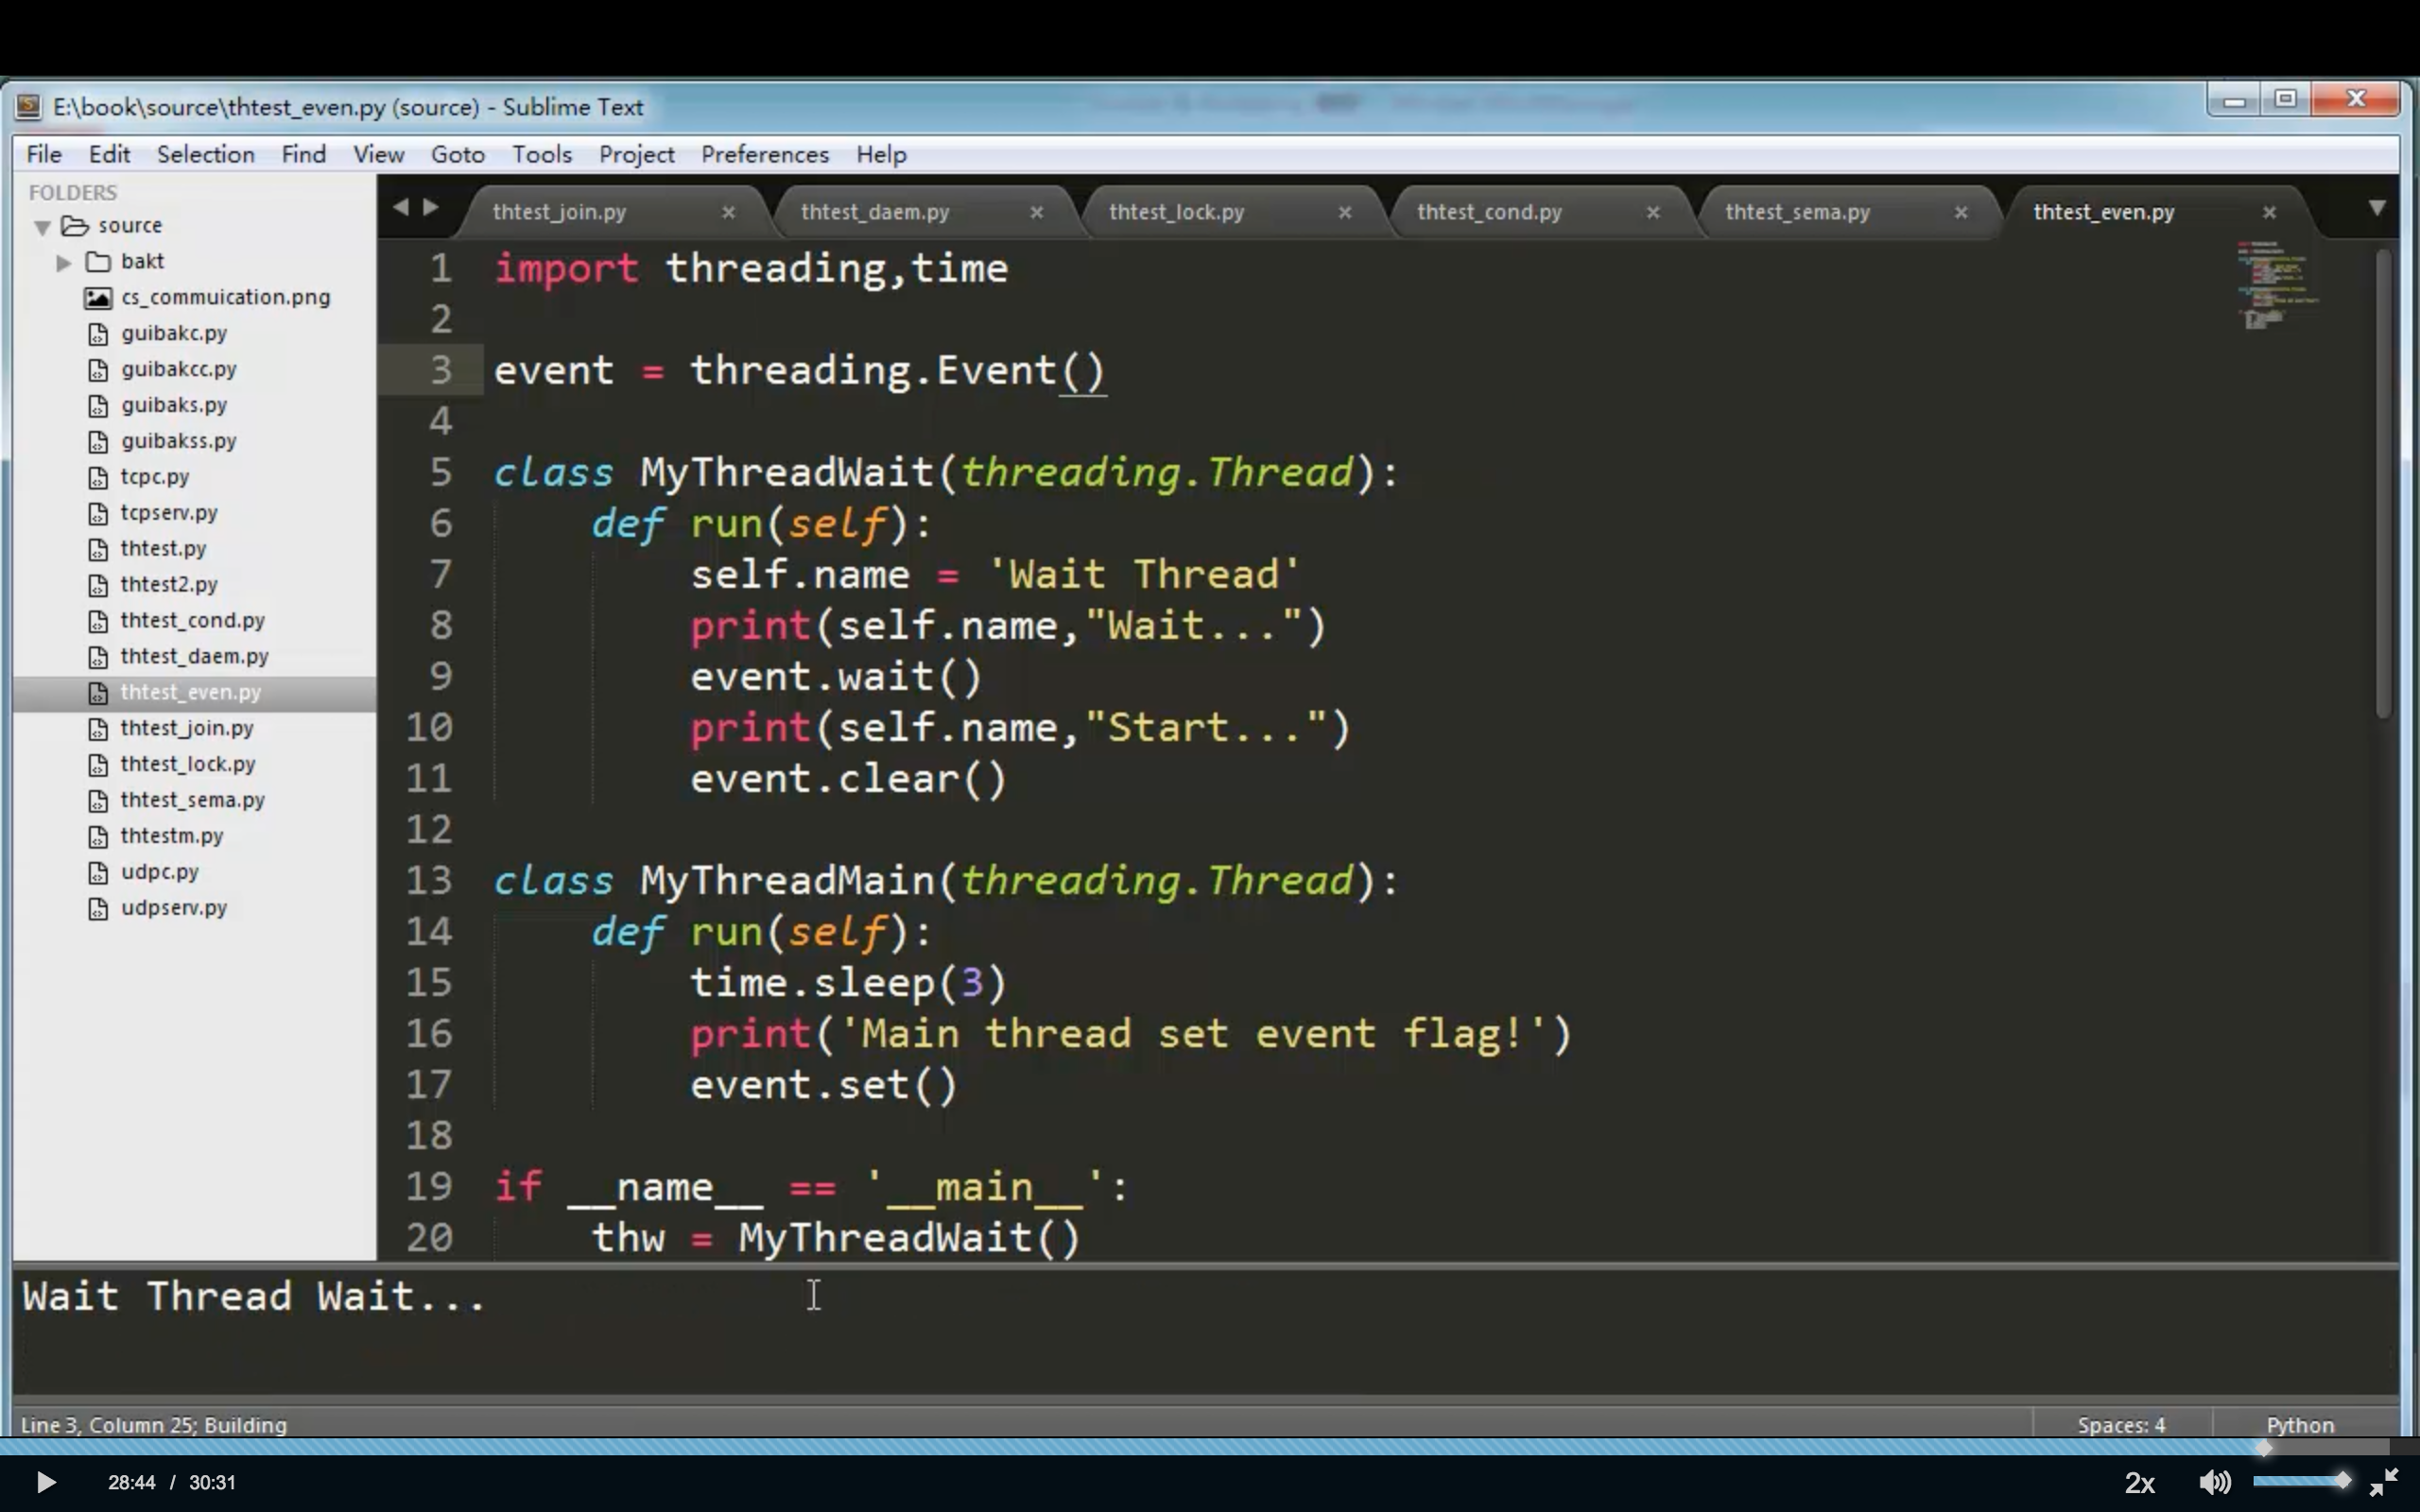 E:\book\source\thtest_even.py (source) - Sublime Text
File Edit Selection Find View Goto Tools Project Preferences Help
FOLDERS
source
bakt
cs_commuication.png
guibakc.py
guibakcc.py
guibaks.py
guibakss.py
tcpc.py
tcpserv.py
thtest.py
thtest2.py
thtest_cond.py
thtest_daem.py
thtest_even.py
thtest_join.py
thtest_lock.py
thtest_sema.py
thtestm.py
udpc.py
udpserv.py
thtest_join.py × thtest_daem.py × thtest_lock.py × thtest_cond.py × thtest_sema.py × thtest_even.py ×
1 import threading,time
2
3 event = threading.Event()
4
5 class MyThreadWait(threading.Thread):
6     def run(self):
7         self.name = 'Wait Thread'
8         print(self.name,"Wait...")
9         event.wait()
10         print(self.name,"Start...")
11         event.clear()
12
13 class MyThreadMain(threading.Thread):
14     def run(self):
15         time.sleep(3)
16         print('Main thread set event flag!')
17         event.set()
18
19 if __name__ == '__main__':
20     thw = MyThreadWait()
Wait Thread Wait...
Line 3, Column 25; Building Spaces: 4 Python
28:44 / 30:31 2x